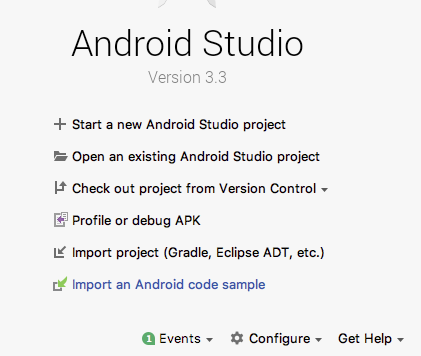 Android Studio
Version 3.3
Start a new Android Studio project
Open an existing Android Studio project
Check out project from Version Control
Profile or debug APK
Import project (Gradle, Eclipse ADT, etc.)
Import an Android code sample
1 Events Configure Get Help